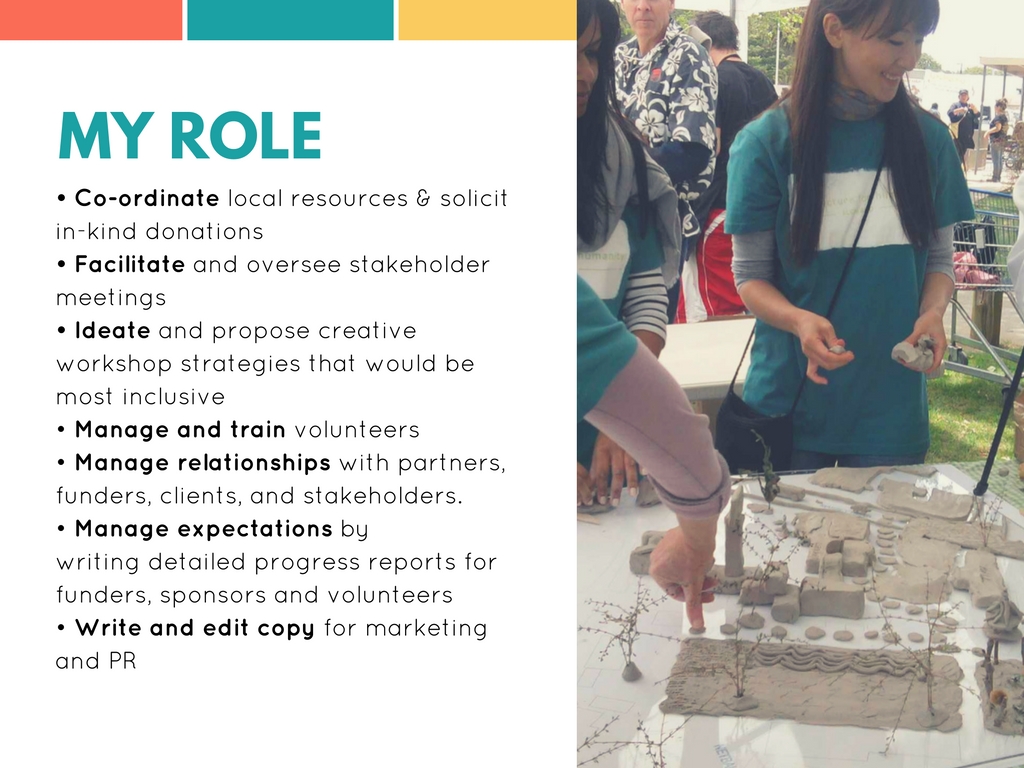 MY ROLE
• Co-ordinate local resources & solicit
in-kind donations
• Facilitate and oversee stakeholder
meetings
• Ideate and propose creative
workshop strategies that would be
most inclusive
• Manage and train volunteers
• Manage relationships with partners,
funders, clients, and stakeholders.
• Manage expectations by
writing detailed progress reports for
funders, sponsors and volunteers
• Write and edit copy for marketing
and PR